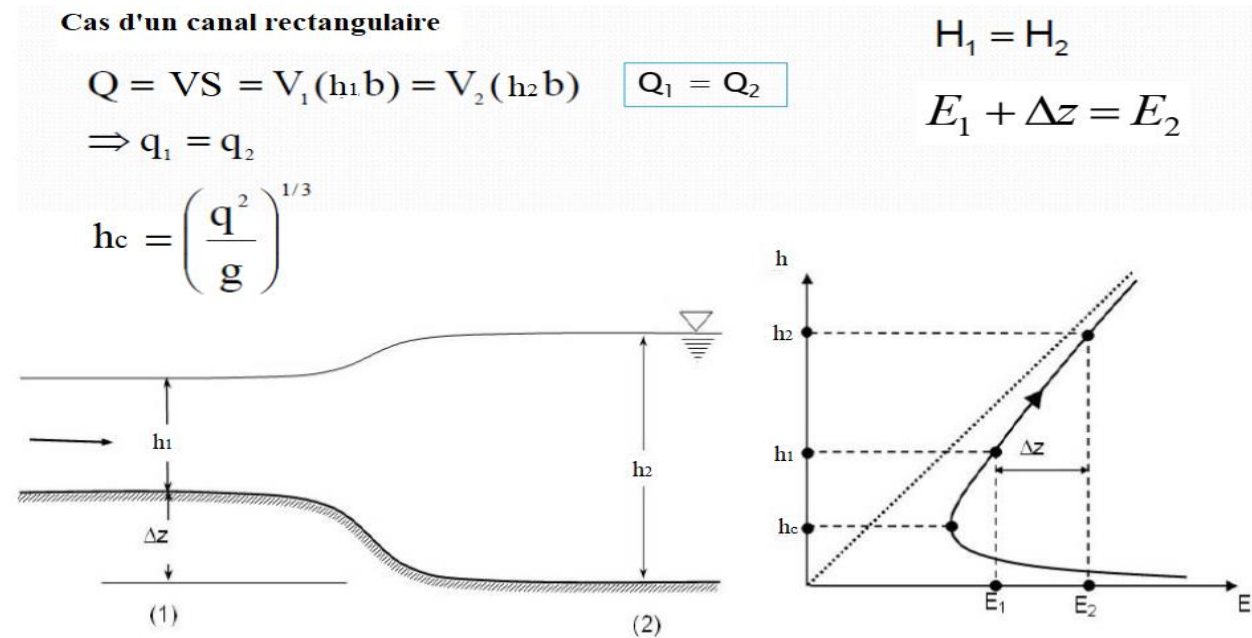 Cas d'un canal rectangulaire
Q = VS = V₁(h₁b) = V₂(h₂b)
Q₁ = Q₂
⇒ q₁ = q₂
hc = (q² / g)^1/3
H₁ = H₂
E₁ + Δz = E₂
h₁
Δz
h₂
(1)
(2)
h
h₂
h₁
hc
Δz
E₁
E₂
E